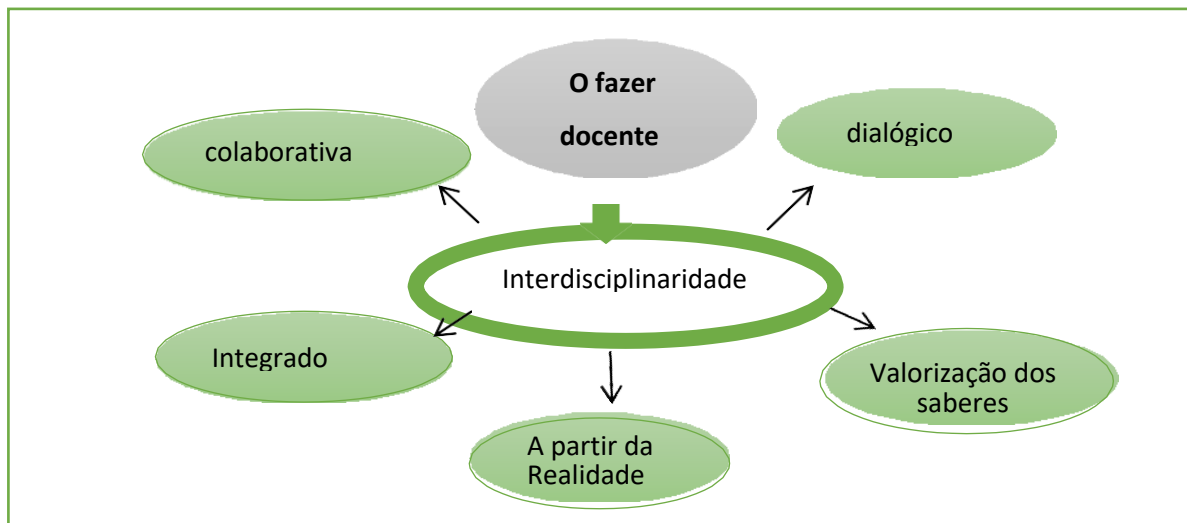 O fazer
docente
colaborativa
dialógico
Interdisciplinaridade
Integrado
Valorização dos
saberes
A partir da
Realidade